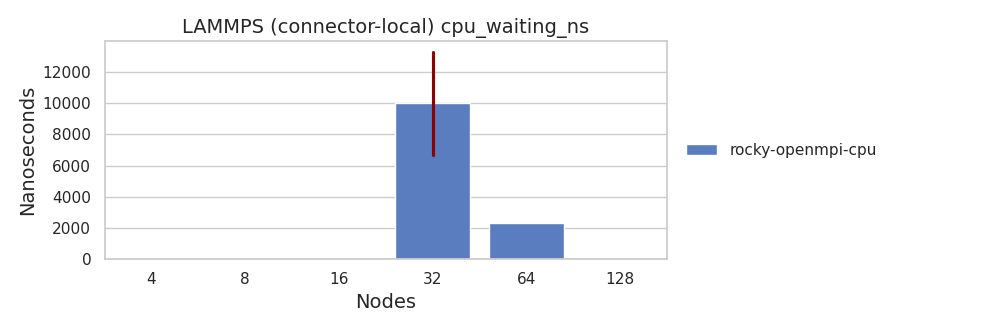 LAMMPS (connector-local) cpu_waiting_ns
12000
10000
8000
6000
4000
2000
0
Nanoseconds
4 8 16 32 64 128
Nodes
rocky-openmpi-cpu